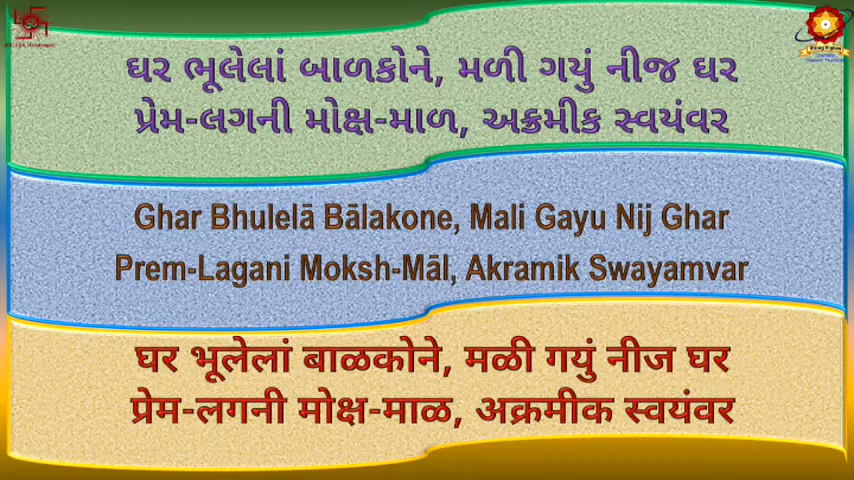 ઘર ભૂલેલાં બાળકોને, મળી ગયું નીજ ઘર
પ્રેમ-લગની મોક્ષ-માળ, અક્રમીક સ્વયંવર
Ghar Bhulelā Bālakone, Mali Gayu Nij Ghar
Prem-Lagani Moksh-Māl, Akramik Swayamvar
घर भूलेलां बाळकोने, मळी गयुं नीज घर
प्रेम-लगनी मोक्ष-माळ, अक्रमीक स्वयंवर